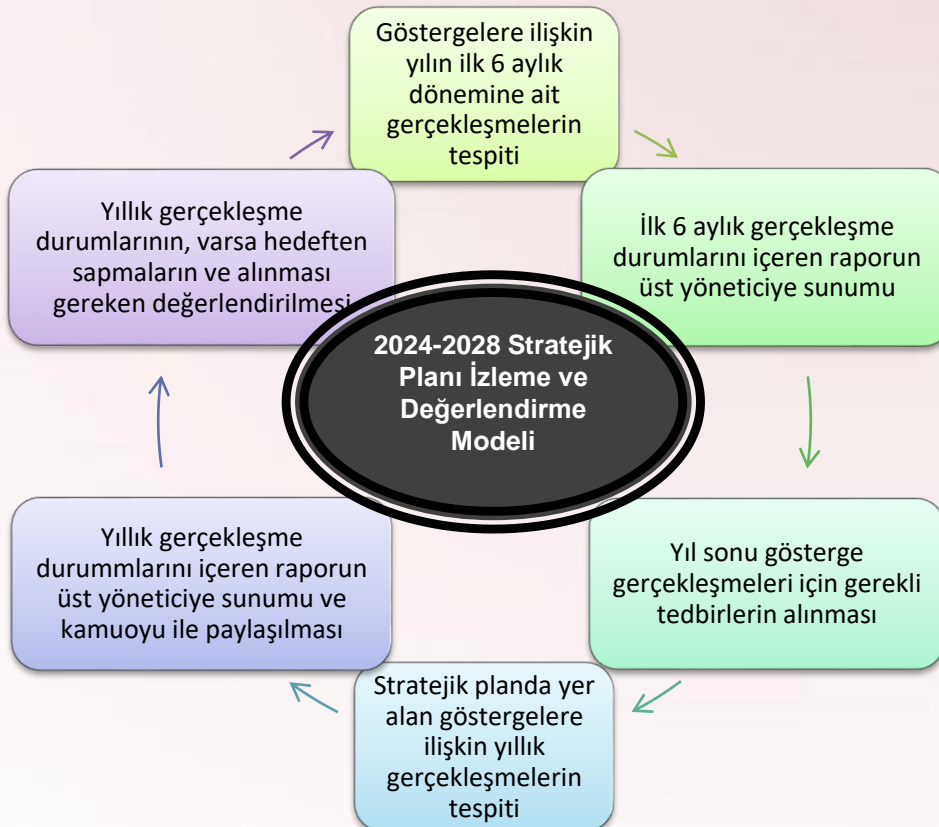 Göstergelere ilişkin
yılın ilk 6 aylık
dönemine ait
gerçekleşmelerin
tespiti
İlk 6 aylık gerçekleşme
durumlarını içeren raporun
üst yöneticiye sunumu
Yıl sonu gösterge
gerçekleşmeleri için gerekli
tedbirlerin alınması
Stratejik planda yer
alan göstergelere
ilişkin yıllık
gerçekleşmelerin
tespiti
Yıllık gerçekleşme
durummlarını içeren raporun
üst yöneticiye sunumu ve
kamuoyu ile paylaşılması
Yıllık gerçekleşme
durumlarının, varsa hedeften
sapmaların ve alınması
gereken değerlendirilmesi
2024-2028 Stratejik
Planı İzleme ve
Değerlendirme
Modeli